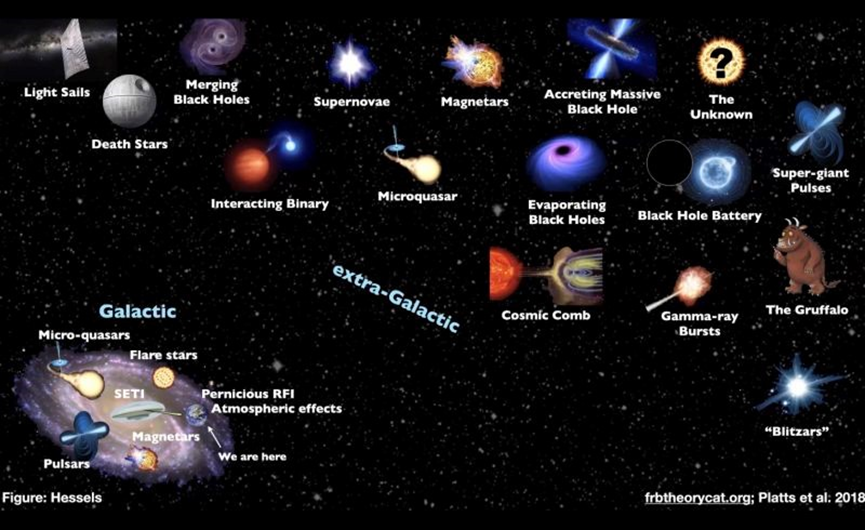 Light Sails
Death Stars
Merging
Black Holes
Supernovae
Magnetars
Accreting Massive
Black Hole
?
The
Unknown
Super-giant
Pulses
Interacting Binary
Microquasar
Evaporating
Black Holes
Black Hole Battery
extra-Galactic
Cosmic Comb
Gamma-ray
Bursts
The Gruffalo
"Blitzars"
Galactic
Micro-quasars
Flare stars
SETI
Pernicious RFI
Atmospheric effects
Magnetars
We are here
Pulsars
Figure: Hessels
frbtheorycat.org; Platts et al. 2018